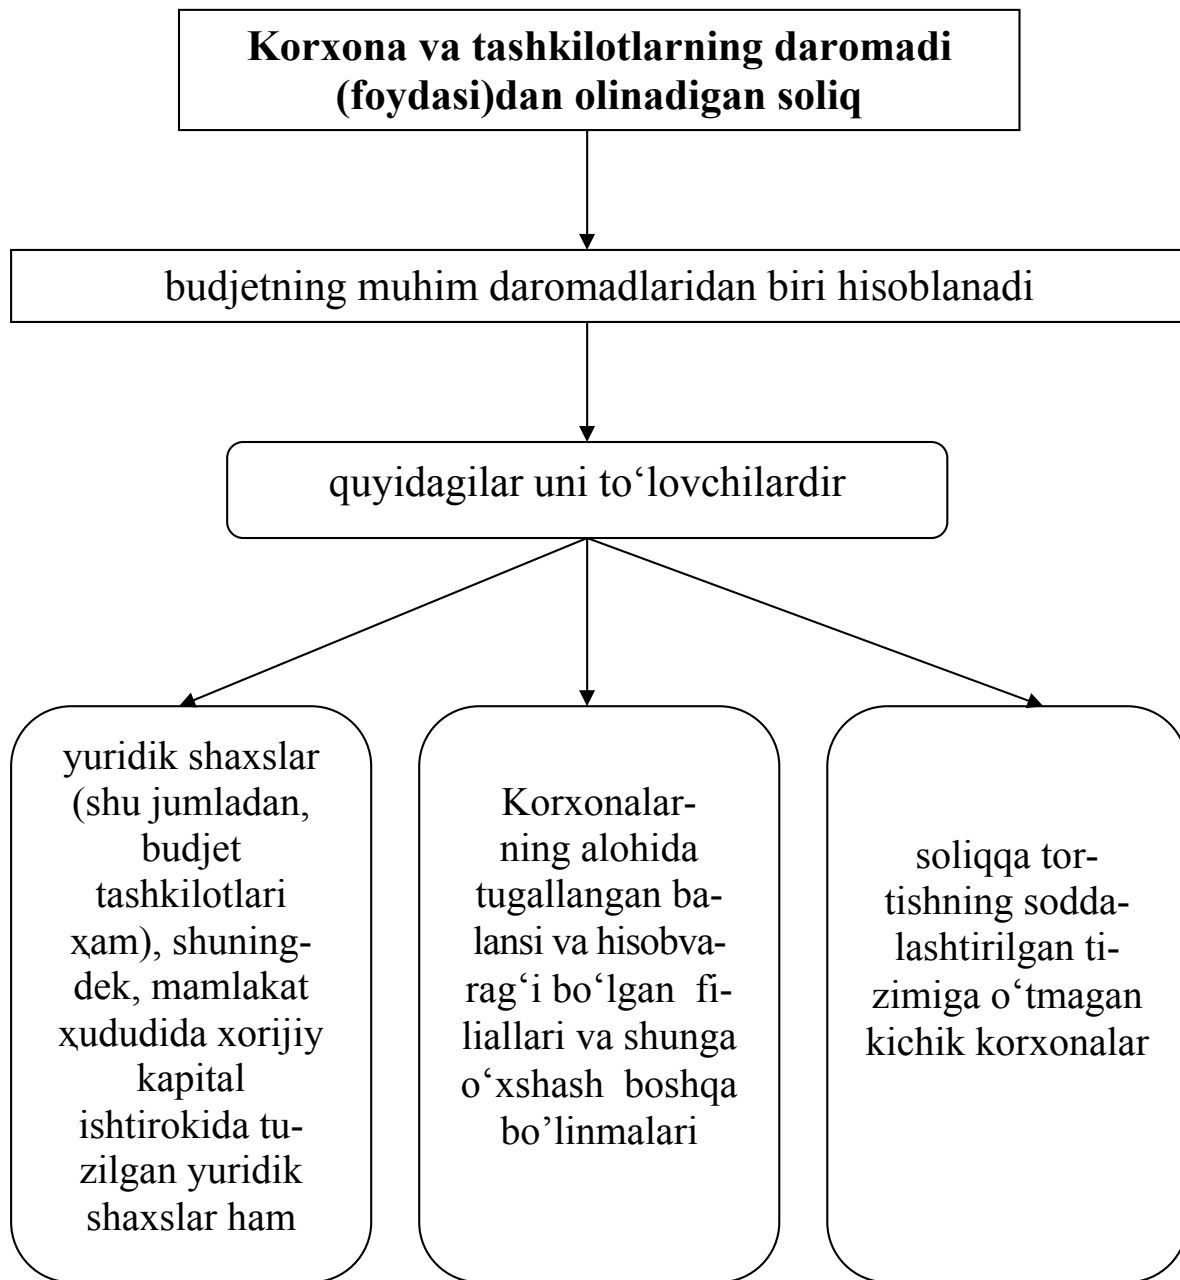 Korxona va tashkilotlarning daromadi
(foydasi)dan olinadigan soliq
budjetning muhim daromadlaridan biri hisoblanadi
quyidagilar uni to‘lovchilardir
yuridik shaxslar
(shu jumladan,
budjet
tashkilotlari
ҳam), shuning-
dek, mamlakat
ҳududida xorijiy
kapital
ishtirokida tu-
zilgan yuridik
shaxslar ham
Korxonalar-
ning alohida
tugallangan ba-
lansi va hisobva-
rag‘i bo‘lgan fi-
liallari va shunga
o‘xshash boshqa
bo’linmalari
soliqqa tor-
tishning sodda-
lashtirilgan ti-
zimiga o‘tmagan
kichik korxonalar